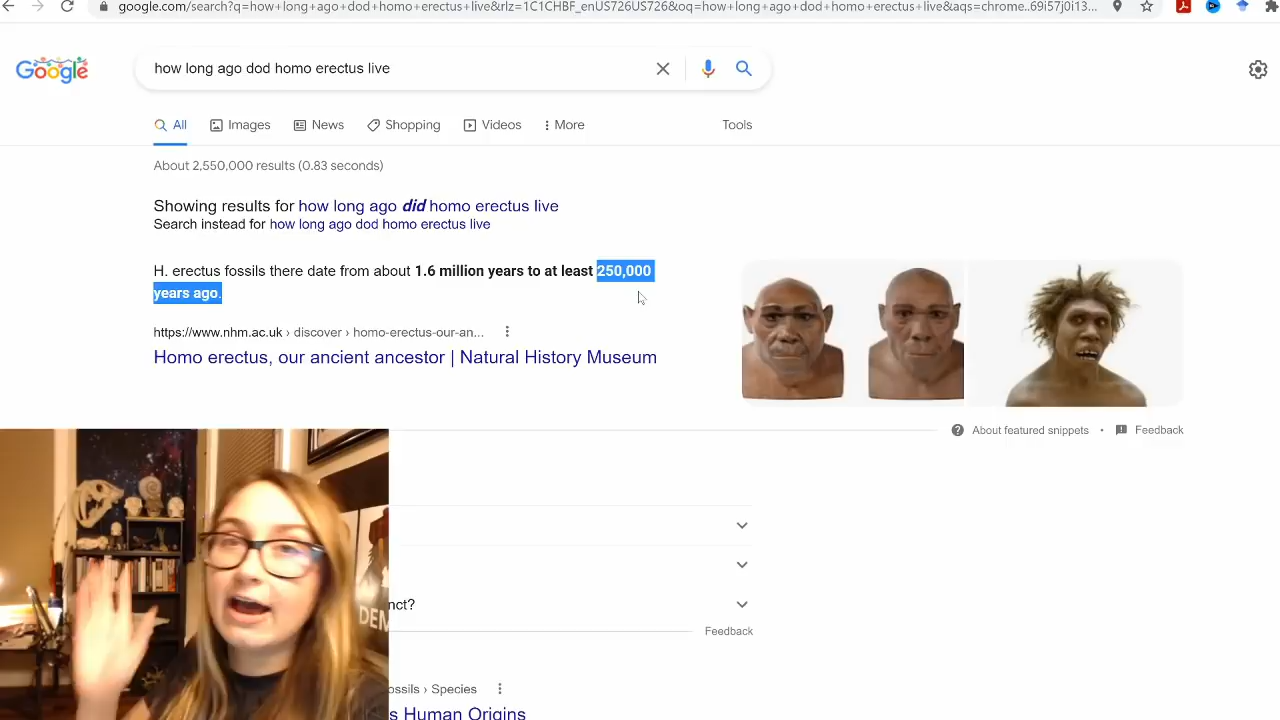 google.com/search?q=how+long+ago+dod+homo+erectus+live&rlz=1C1CHBF_enUS726US726&oq=how+long+ago+dod+homo+erectus+live&aqs=chrome..69i57j0i13...
Google
how long ago dod homo erectus live
All Images News Shopping Videos More Tools
About 2,550,000 results (0.83 seconds)
Showing results for how long ago did homo erectus live
Search instead for how long ago dod homo erectus live
H. erectus fossils there date from about 1.6 million years to at least 250,000
years ago.
https://www.nhm.ac.uk › discover › homo-erectus-our-an...
Homo erectus, our ancient ancestor | Natural History Museum
About featured snippets • Feedback
nct?
DEM
Feedback
ossils › Species
s Human Origins